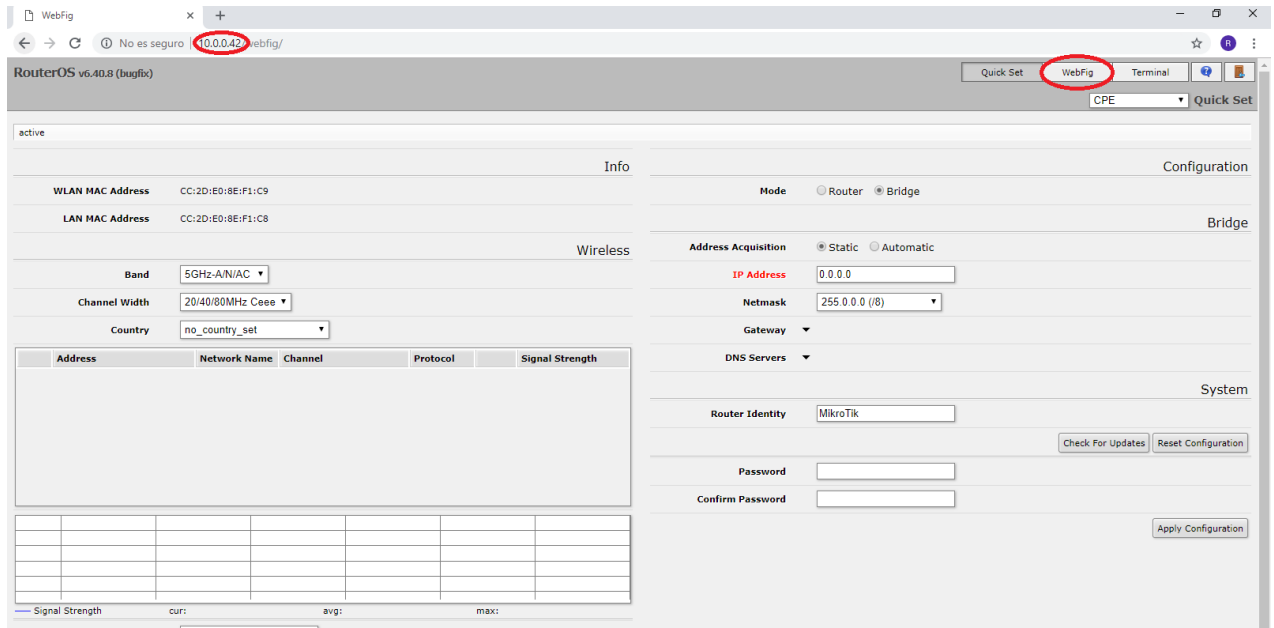 WebFig
No es seguro | 10.0.0.42/webfig/
R
RouterOS v6.40.8 (bugfix)
Quick Set
WebFig
Terminal
CPE
Quick Set
active
Info
WLAN MAC Address CC:2D:E0:8E:F1:C9
LAN MAC Address CC:2D:E0:8E:F1:C8
Wireless
Band 5GHz-A/N/AC
Channel Width 20/40/80MHz Ceee
Country no_country_set
Address Network Name Channel Protocol Signal Strength
Signal Strength cur: avg: max:
Configuration
Mode Router Bridge
Bridge
Address Acquisition Static Automatic
IP Address 0.0.0.0
Netmask 255.0.0.0 (/8)
Gateway
DNS Servers
System
Router Identity MikroTik
Check For Updates Reset Configuration
Password
Confirm Password
Apply Configuration